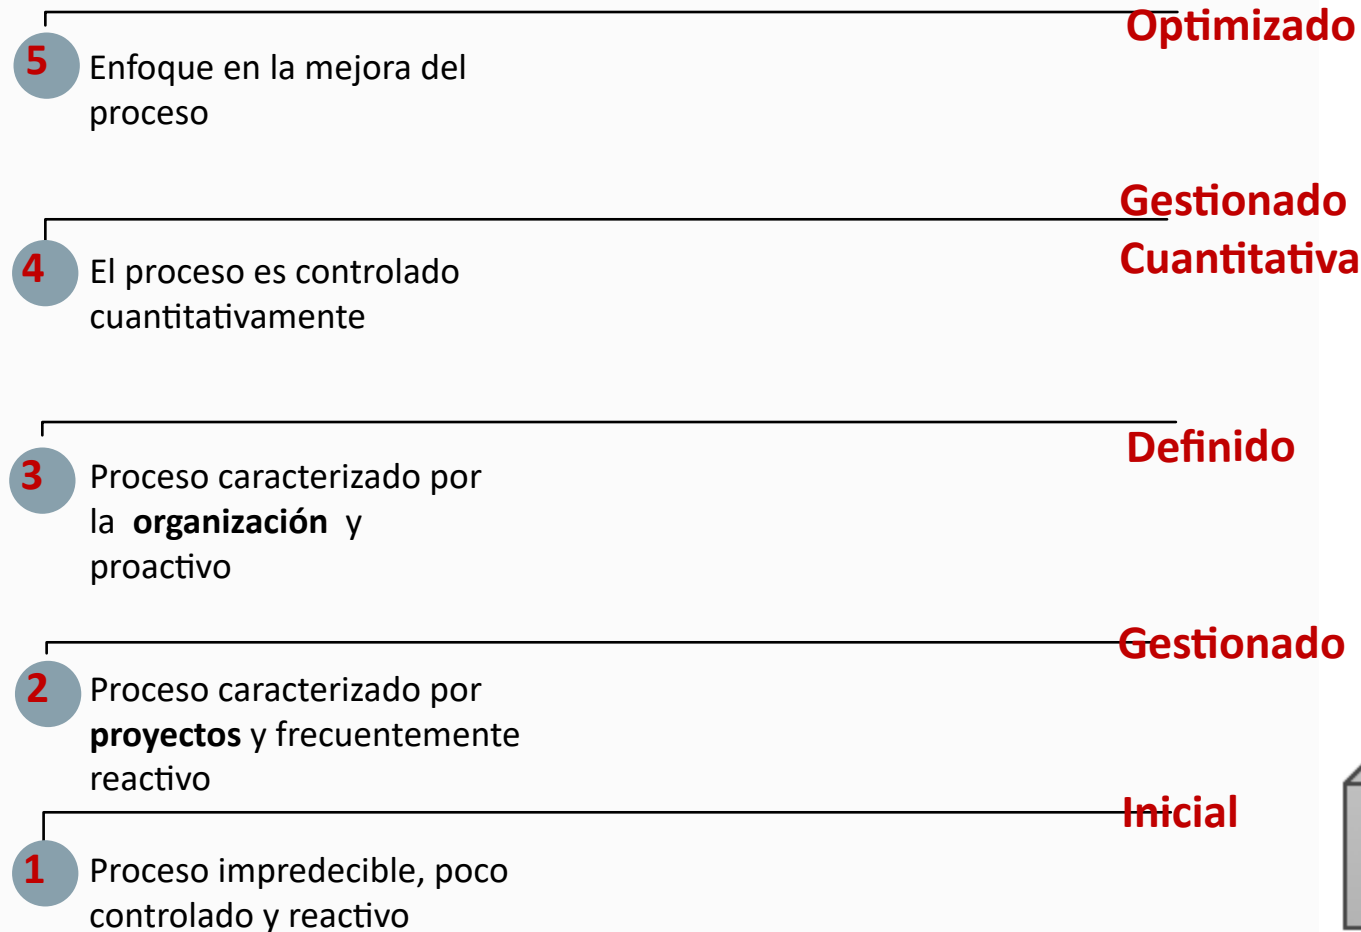 Optimizado
5
Enfoque en la mejora del
proceso
Gestionado
Cuantitativa
4
El proceso es controlado
cuantitativamente
Definido
3
Proceso caracterizado por
la organización y
proactivo
Gestionado
2
Proceso caracterizado por
proyectos y frecuentemente
reactivo
Inicial
1
Proceso impredecible, poco
controlado y reactivo